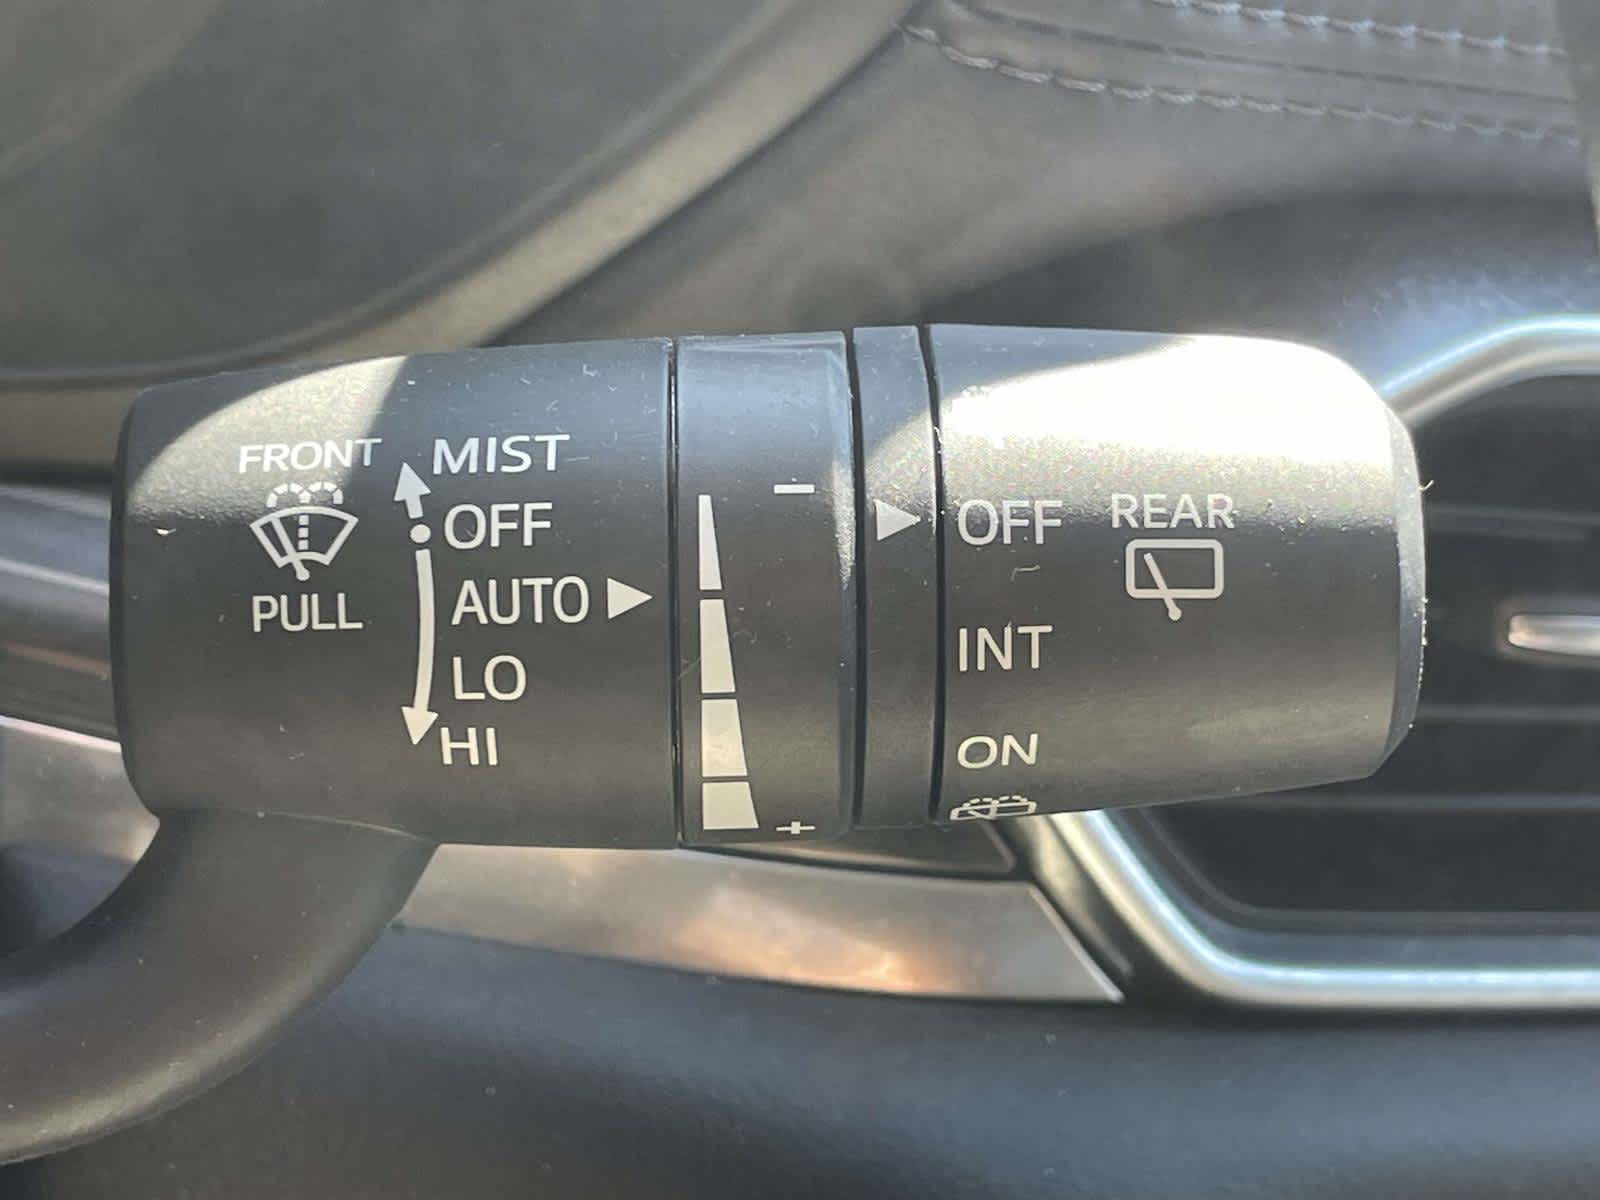 FRONT
PULL
MIST
OFF
AUTO
LO
HI
−
+
OFF
INT
ON
REAR